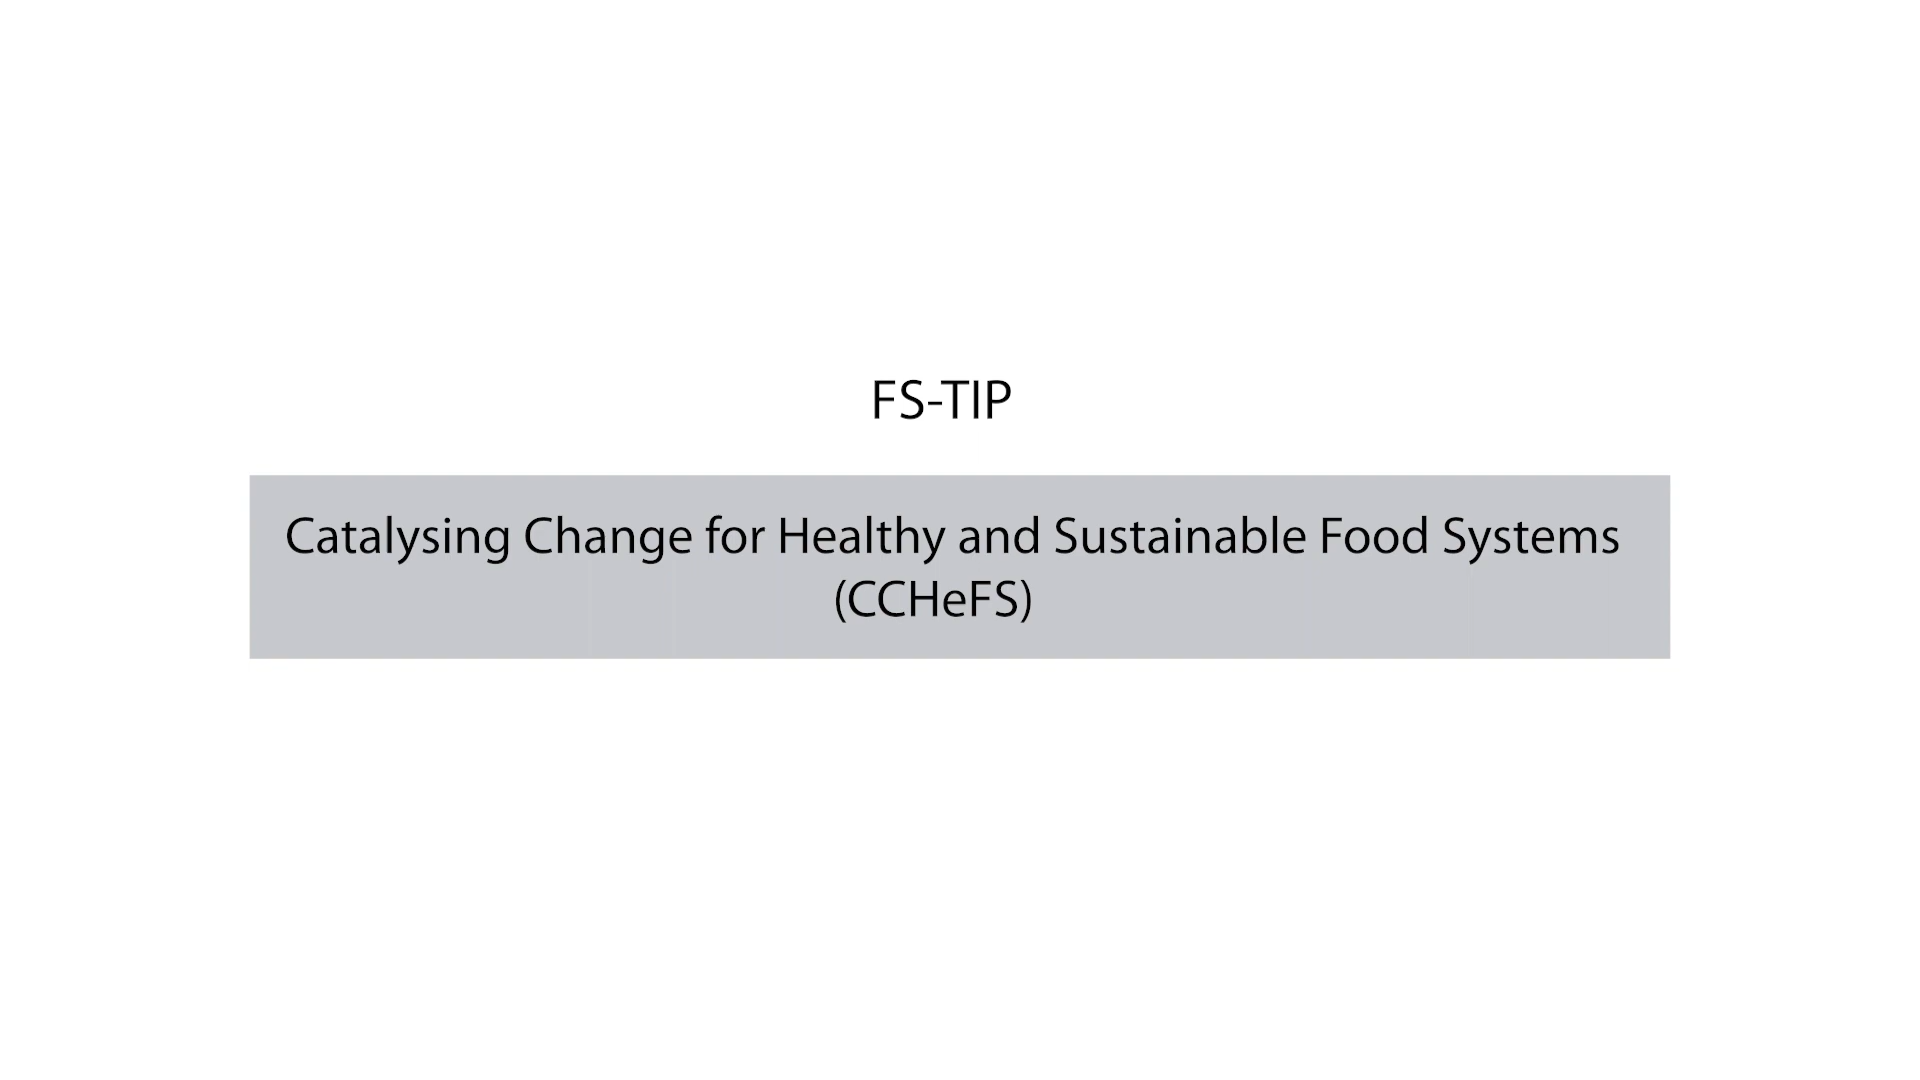 FS-TIP
Catalysing Change for Healthy and Sustainable Food Systems
(CCHeFS)